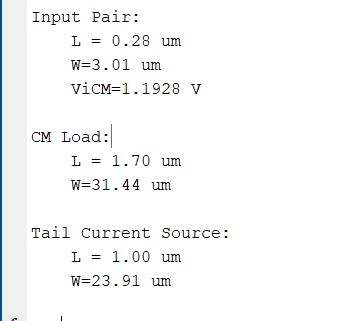 Input Pair:
L = 0.28 um
W=3.01 um
ViCM=1.1928 V
CM Load:
L = 1.70 um
W=31.44 um
Tail Current Source:
L = 1.00 um
W=23.91 um